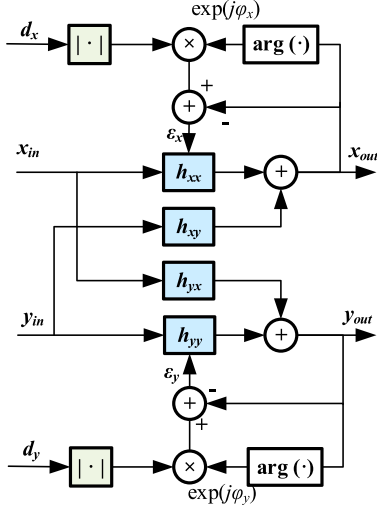 exp(jφx)
dx
|·|
×
arg (·)
+
+
-
εx
xin
hxx
+
xout
hxy
hyx
yin
hyy
+
yout
εy
-
+
+
dy
|·|
×
arg (·)
exp(jφy)